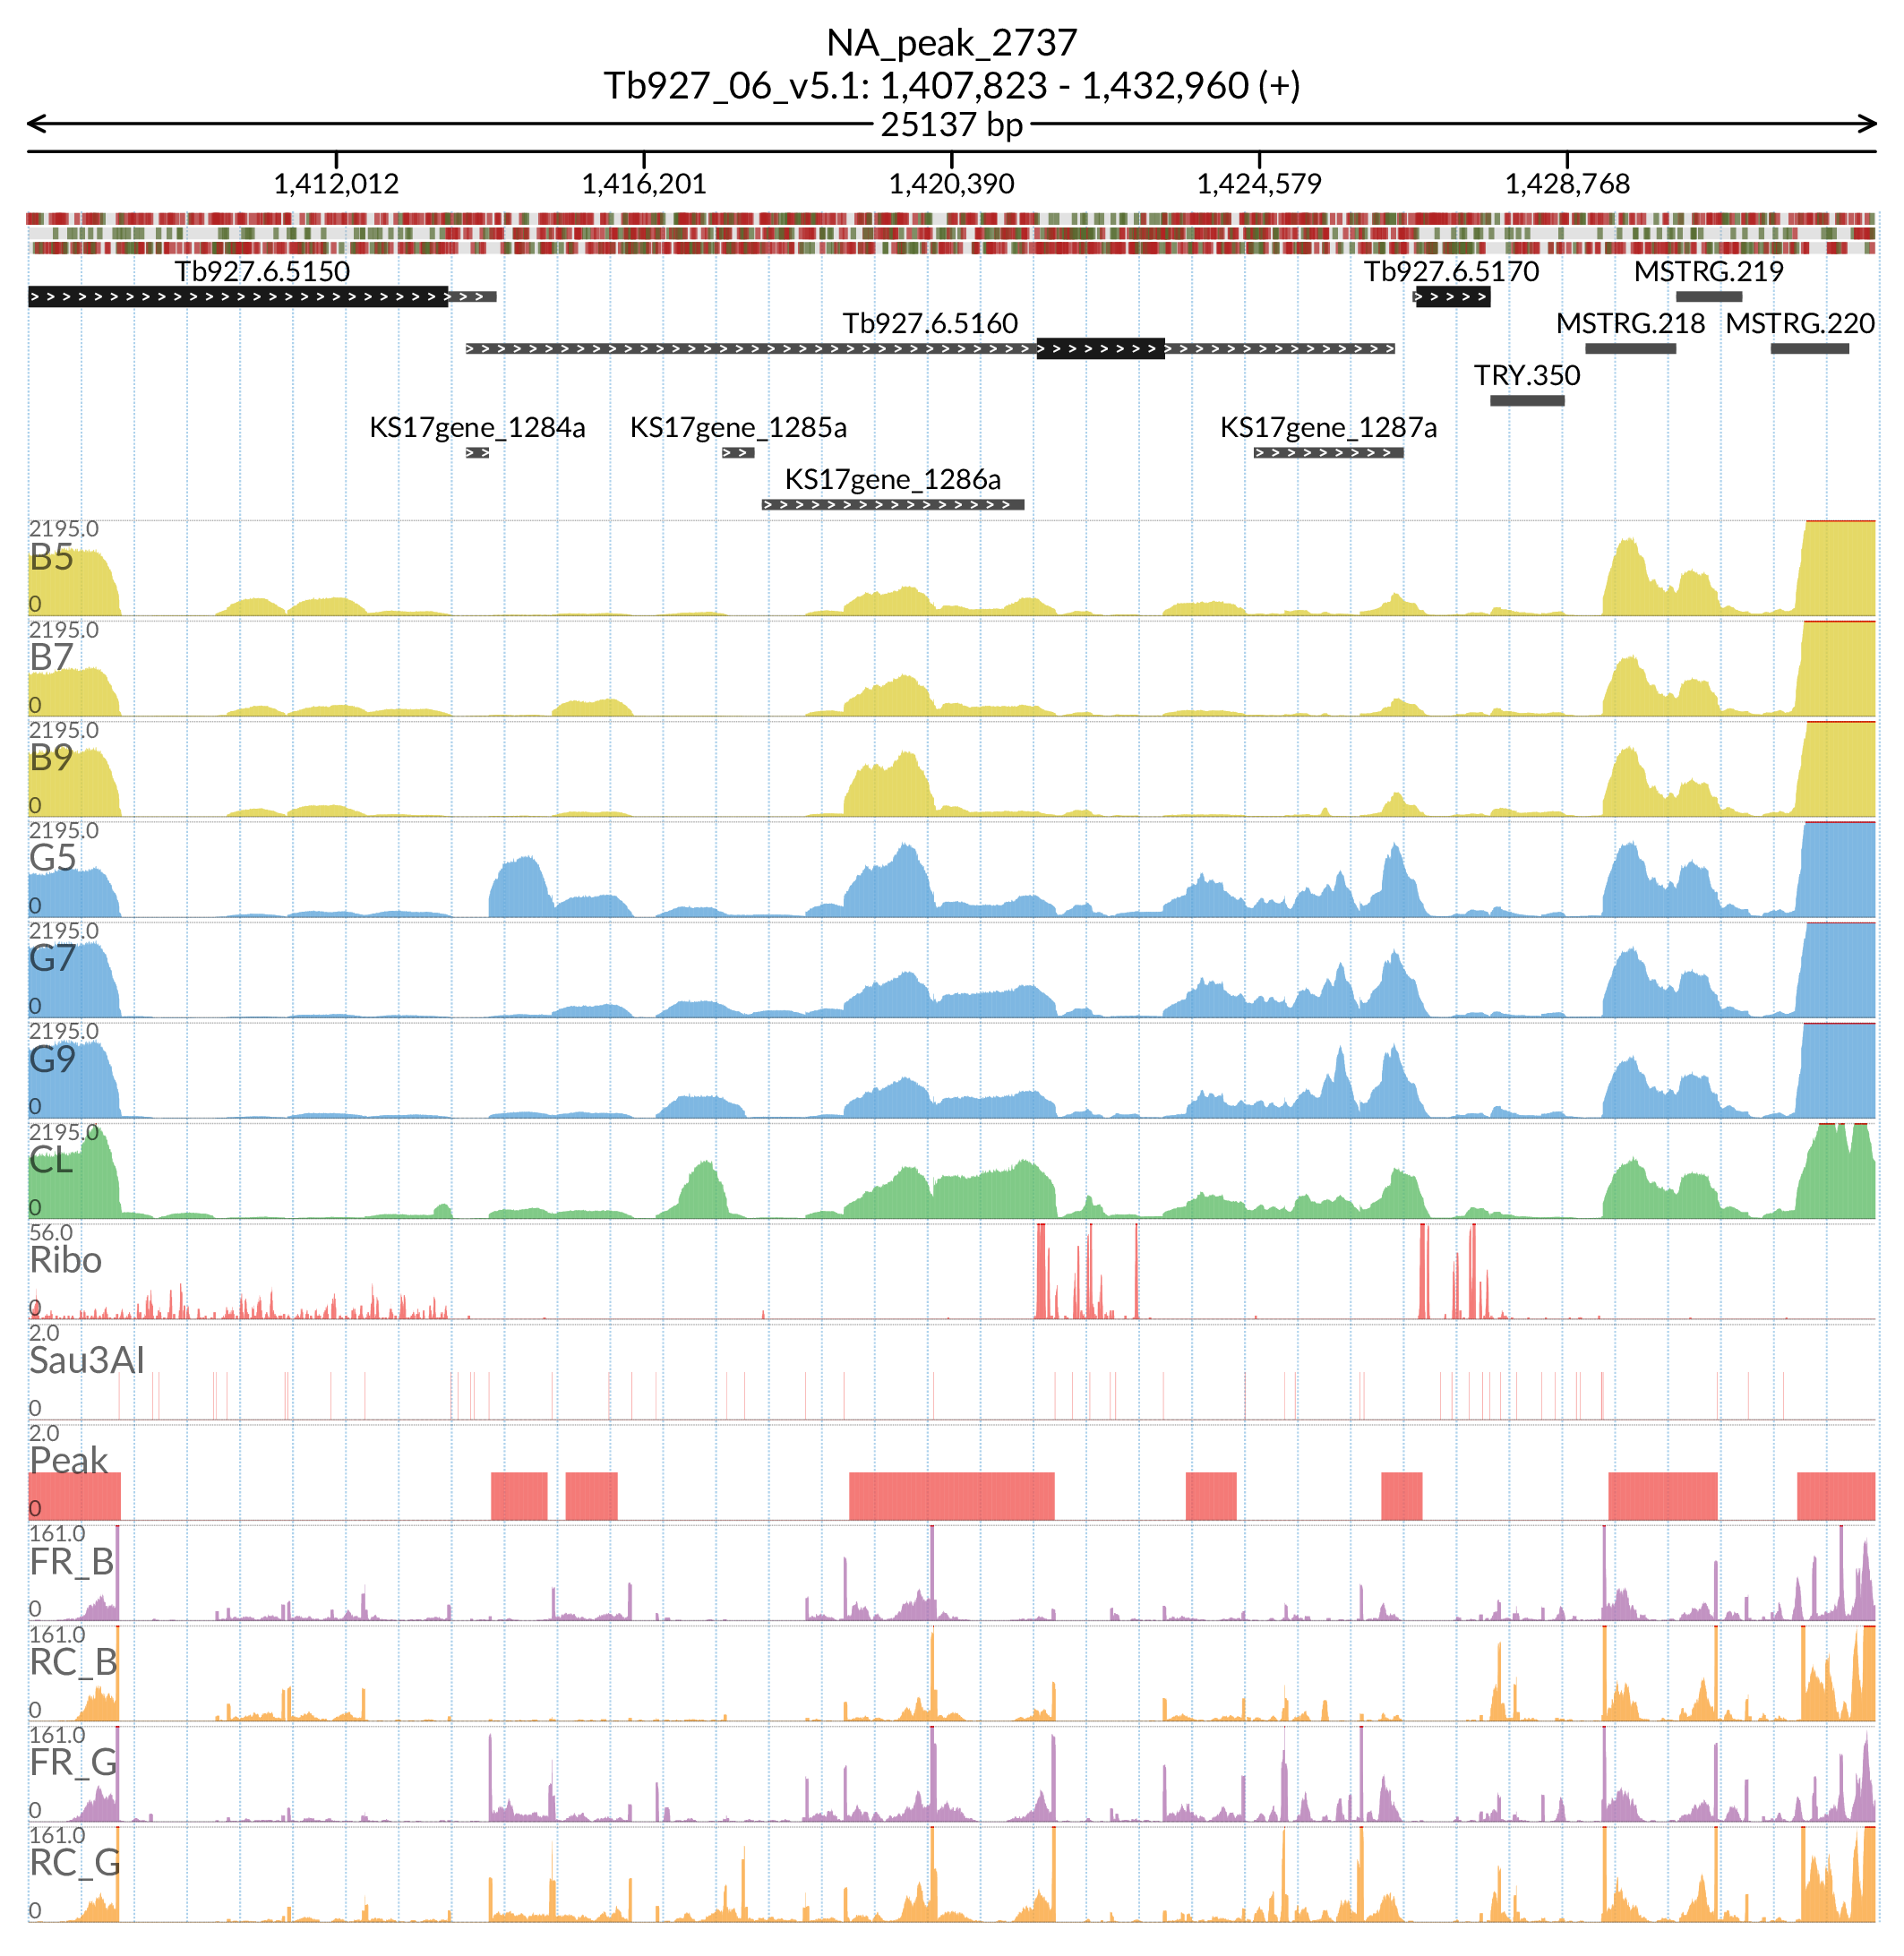 NA_peak_2737
Tb927_06_v5.1: 1,407,823 - 1,432,960 (+)
25137 bp
1,412,012 1,416,201 1,420,390 1,424,579 1,428,768
Tb927.6.5150 Tb927.6.5170 MSTRG.219
Tb927.6.5160 MSTRG.218 MSTRG.220
TRY.350
KS17gene_1284a KS17gene_1285a KS17gene_1287a
KS17gene_1286a
2195.0
B5
0
2195.0
B7
0
2195.0
B9
0
2195.0
G5
0
2195.0
G7
0
2195.0
G9
0
2195.0
CL
0
56.0
Ribo
0
2.0
Sau3AI
0
2.0
Peak
0
161.0
FR_B
0
161.0
RC_B
0
161.0
FR_G
0
161.0
RC_G
0